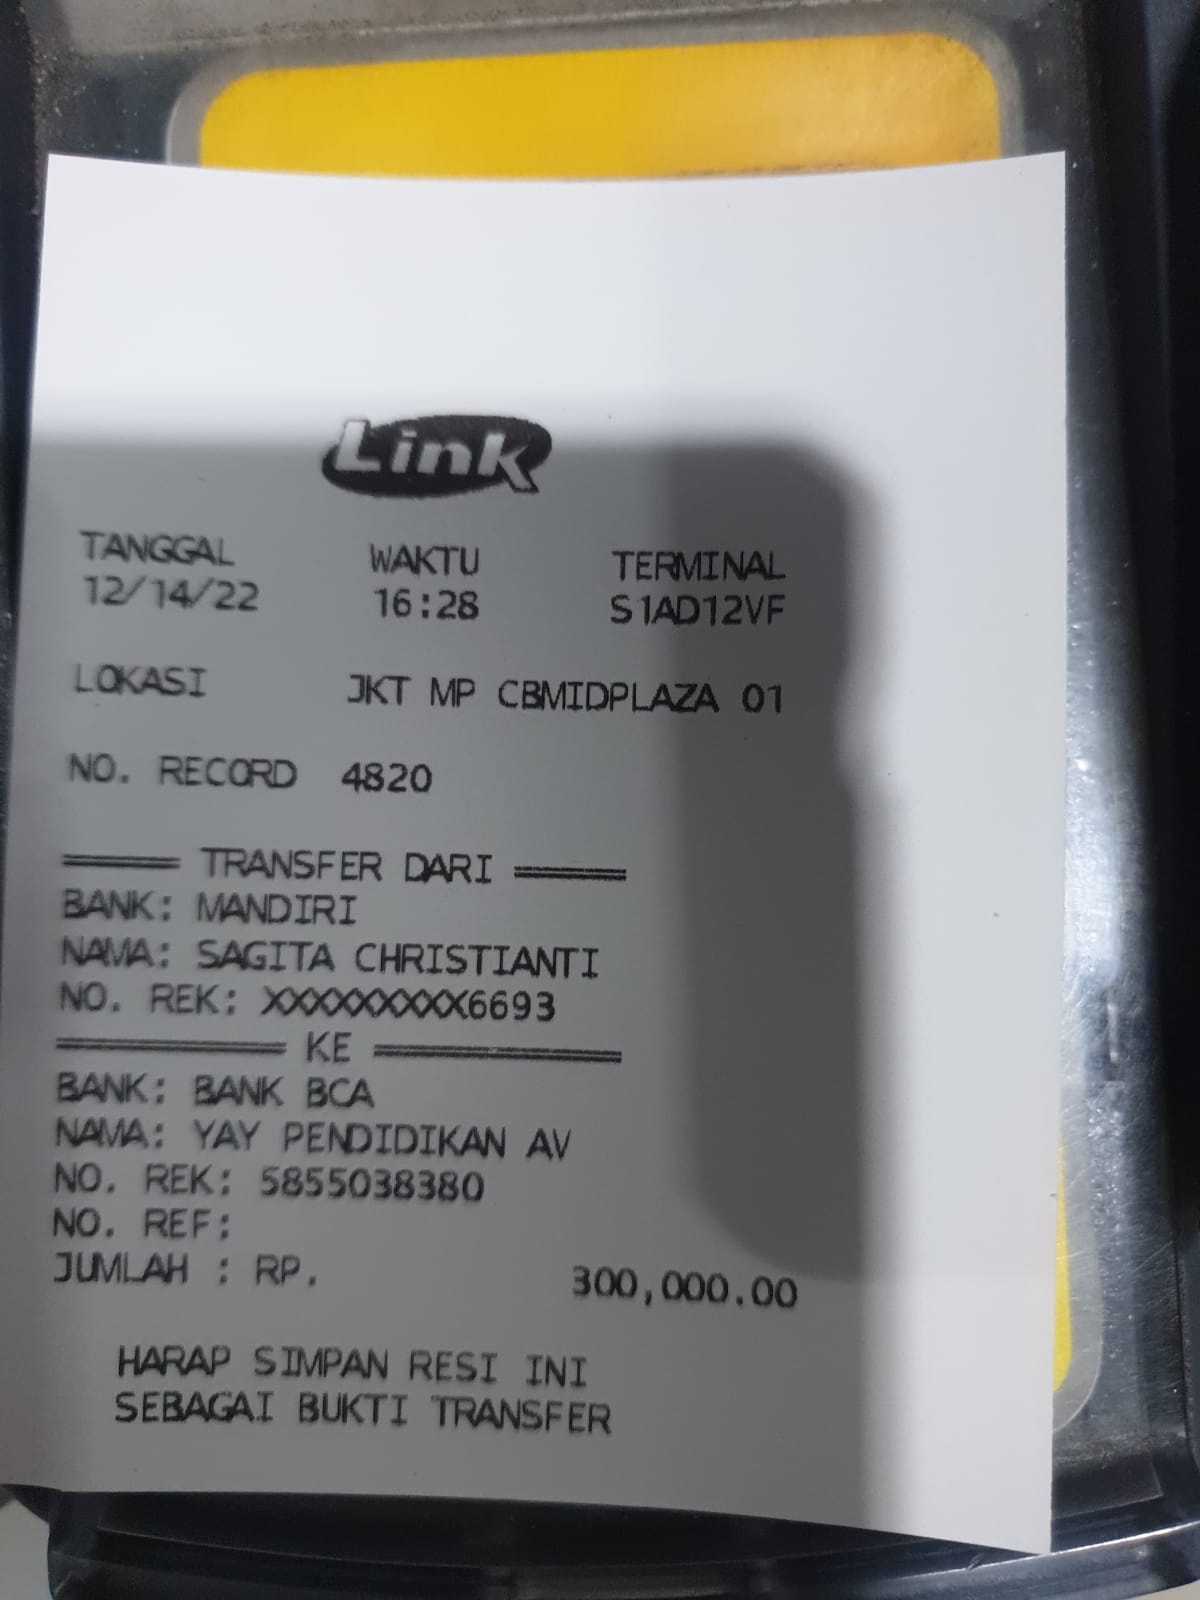 Link
TANGGAL WAKTU TERMINAL
12/14/22 16:28 S1AD12VF
LOKASI JKT MP CBMIDPLAZA 01
NO. RECORD 4820
TRANSFER DARI
BANK: MANDIRI
NAMA: SAGITA CHRISTIANTI
NO. REK: XXXXXXXXX6693
KE
BANK: BANK BCA
NAMA: YAY PENDIDIKAN AV
NO. REK: 5855038380
NO. REF:
JUMLAH : RP. 300,000.00
HARAP SIMPAN RESI INI
SEBAGAI BUKTI TRANSFER